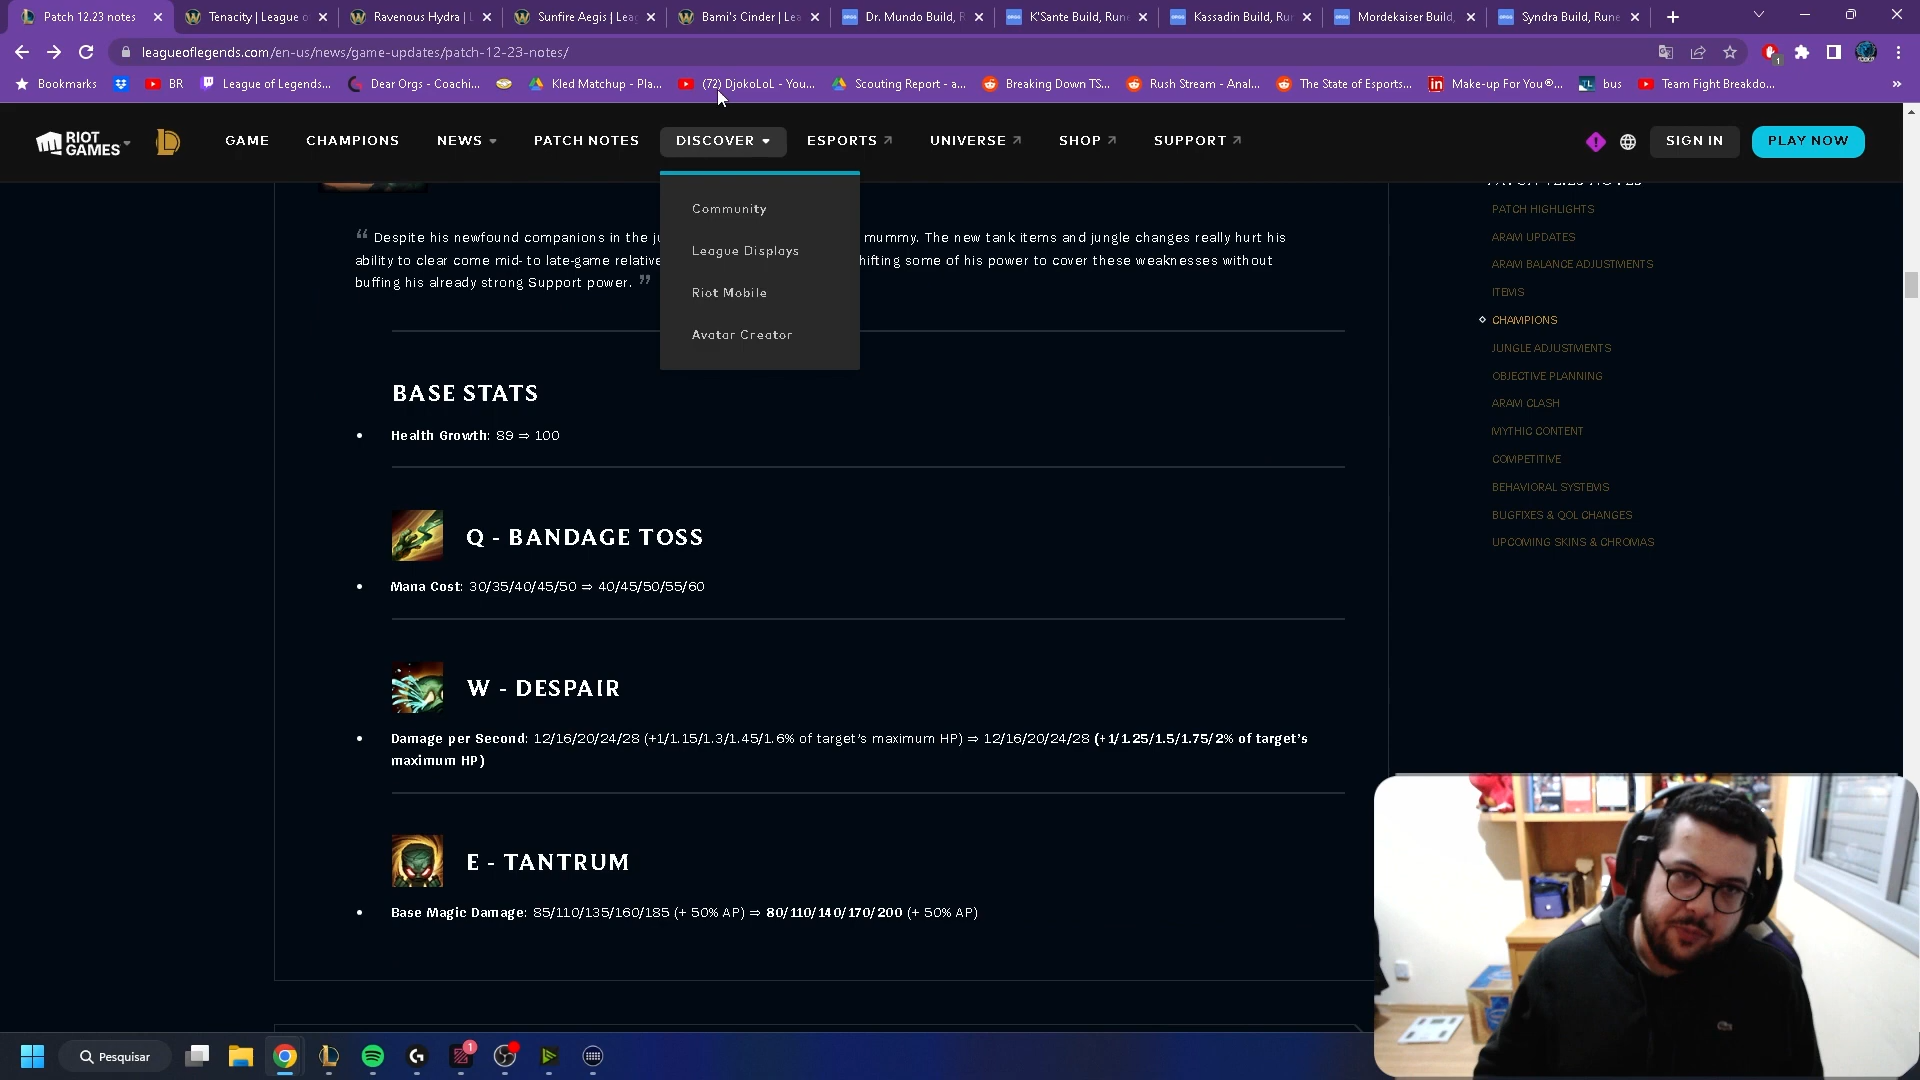 Patch 12.23 notes
Tenacity | League o
Ravenous Hydra | L
Sunfire Aegis | Leag
Bami's Cinder | Lea
Dr. Mundo Build, R
K'Sante Build, Rune
Kassadin Build, Ru
Mordekaiser Build,
Syndra Build, Rune
leagueoflegends.com/en-us/news/game-updates/patch-12-23-notes/
1
Bookmarks
BR
League of Legends...
Dear Orgs - Coachi...
Kled Matchup - Pla...
(72) DjokoLoL - You...
Scouting Report - a...
Breaking Down TS...
Rush Stream - Anal...
The State of Esports...
Make-up For You®...
bus
Team Fight Breakdo...
RIOT
GAMES
GAME
CHAMPIONS
NEWS
PATCH NOTES
DISCOVER
ESPORTS
UNIVERSE
SHOP
SUPPORT
SIGN IN
PLAY NOW
Community
League Displays
Riot Mobile
Avatar Creator
“ Despite his newfound companions in the ju mummy. The new tank items and jungle changes really hurt his
ability to clear come mid- to late-game relative hifting some of his power to cover these weaknesses without
buffing his already strong Support power. ”
BASE STATS
• Health Growth: 89 ⇒ 100
Q - BANDAGE TOSS
• Mana Cost: 30/35/40/45/50 ⇒ 40/45/50/55/60
W - DESPAIR
• Damage per Second: 12/16/20/24/28 (+1/1.15/1.3/1.45/1.6% of target's maximum HP) ⇒ 12/16/20/24/28 (+1/1.25/1.5/1.75/2% of target's
maximum HP)
E - TANTRUM
• Base Magic Damage: 85/110/135/160/185 (+ 50% AP) ⇒ 80/110/140/170/200 (+ 50% AP)
PATCH 12.23 NOTES
PATCH HIGHLIGHTS
ARAM UPDATES
ARAM BALANCE ADJUSTMENTS
ITEMS
CHAMPIONS
JUNGLE ADJUSTMENTS
OBJECTIVE PLANNING
ARAM CLASH
MYTHIC CONTENT
COMPETITIVE
BEHAVIORAL SYSTEMS
BUGFIXES & QOL CHANGES
UPCOMING SKINS & CHROMAS
Pesquisar
1